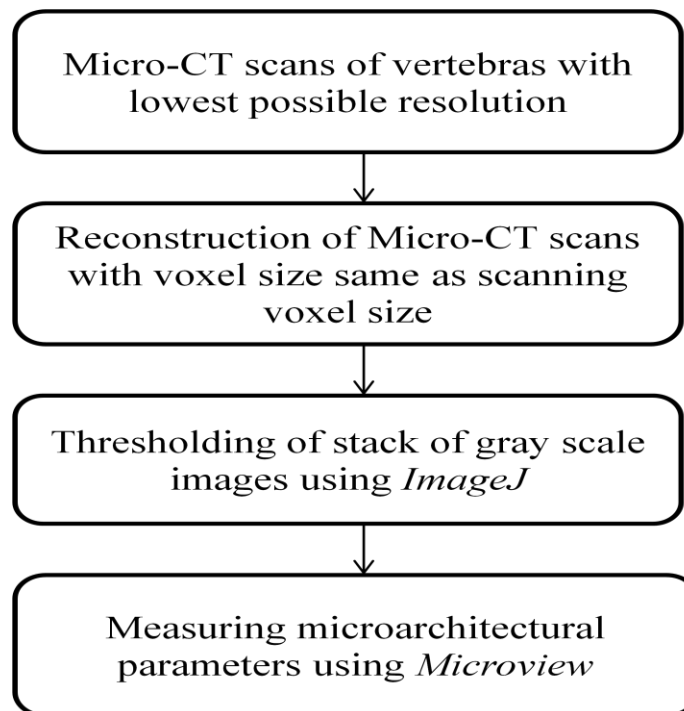 Micro-CT scans of vertebras with
lowest possible resolution
Reconstruction of Micro-CT scans
with voxel size same as scanning
voxel size
Thresholding of stack of gray scale
images using ImageJ
Measuring microarchitectural
parameters using Microview